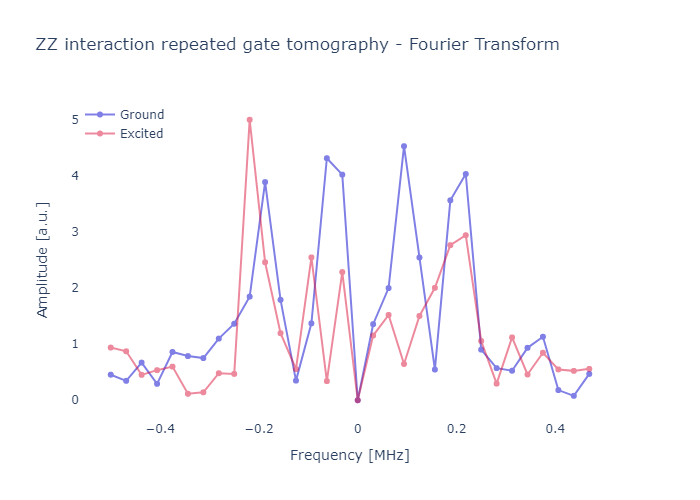 ZZ interaction repeated gate tomography - Fourier Transform
Ground
Excited
5
4
3
2
1
0
Amplitude [a.u.]
−0.4
−0.2
0
0.2
0.4
Frequency [MHz]